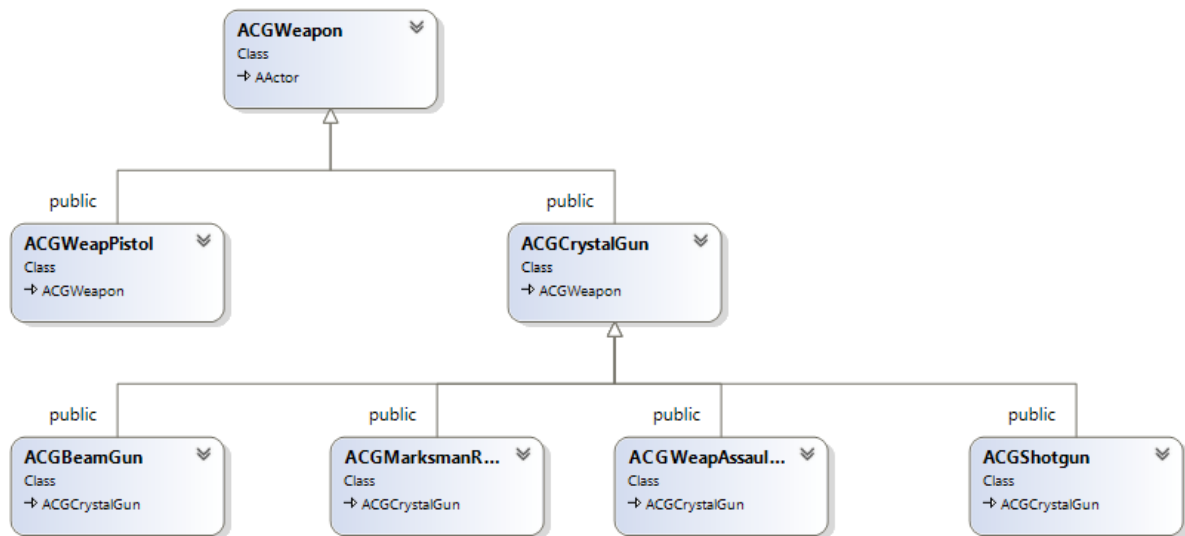 ACGWeapon
Class
AActor
public
public
ACGWeapPistol
Class
ACGWeapon
ACGCrystalGun
Class
ACGWeapon
public
public
public
public
ACGBeamGun
Class
ACGCrystalGun
ACGMarksmanR...
Class
ACGCrystalGun
ACGWeapAssaul...
Class
ACGCrystalGun
ACGShotgun
Class
ACGCrystalGun